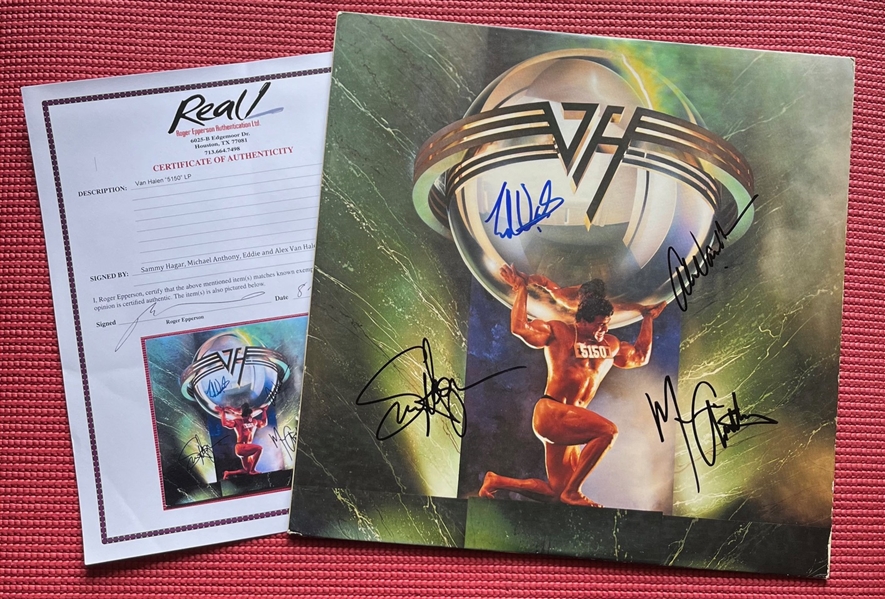 REAL!
Roger Epperson Authentication Ltd.
6025-B Edgemoor Dr.
Houston, TX 77081
713.664.7498
CERTIFICATE OF AUTHENTICITY
DESCRIPTION: Van Halen "5150" LP
SIGNED BY: Sammy Hagar, Michael Anthony, Eddie and Alex Van Hale
I, Roger Epperson, certify that the above mentioned item(s) matches known exemp
opinion is certified authentic. The item(s) is also pictured below.
Signed Date 8-
Roger Epperson
VH
VH
5150